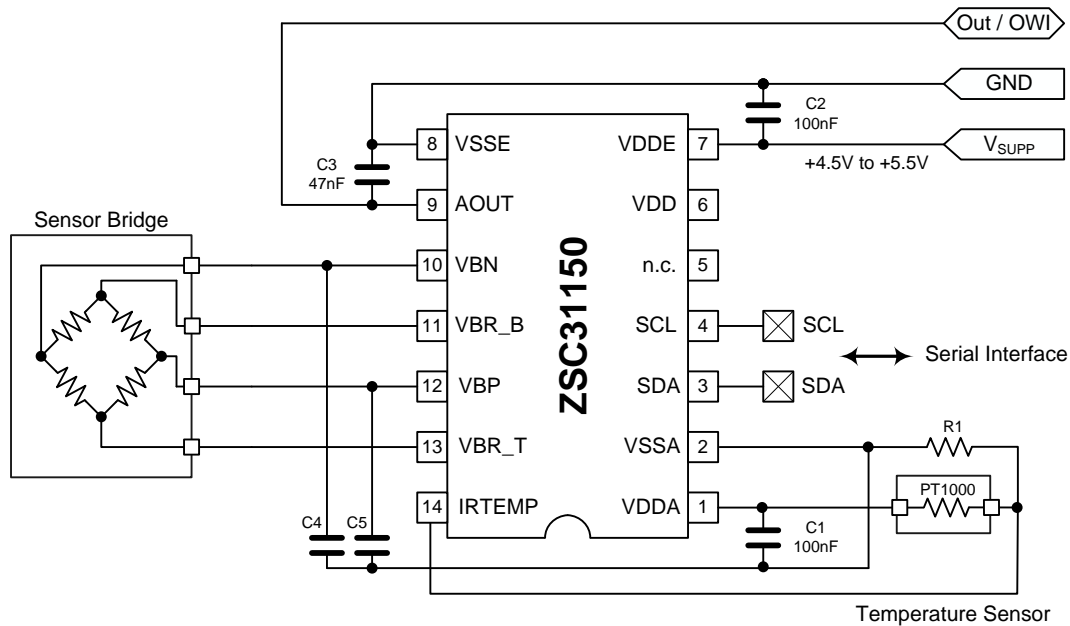 Out / OWI
GND
C2
100nF
VSUPP
+4.5V to +5.5V
8 VSSE
VDDE 7
C3
47nF
9 AOUT
VDD 6
Sensor Bridge
10 VBN
n.c. 5
ZSC31150
11 VBR_B
SCL 4
SCL
Serial Interface
12 VBP
SDA 3
SDA
13 VBR_T
VSSA 2
R1
PT1000
14 IRTEMP
VDDA 1
C4 C5
C1
100nF
Temperature Sensor